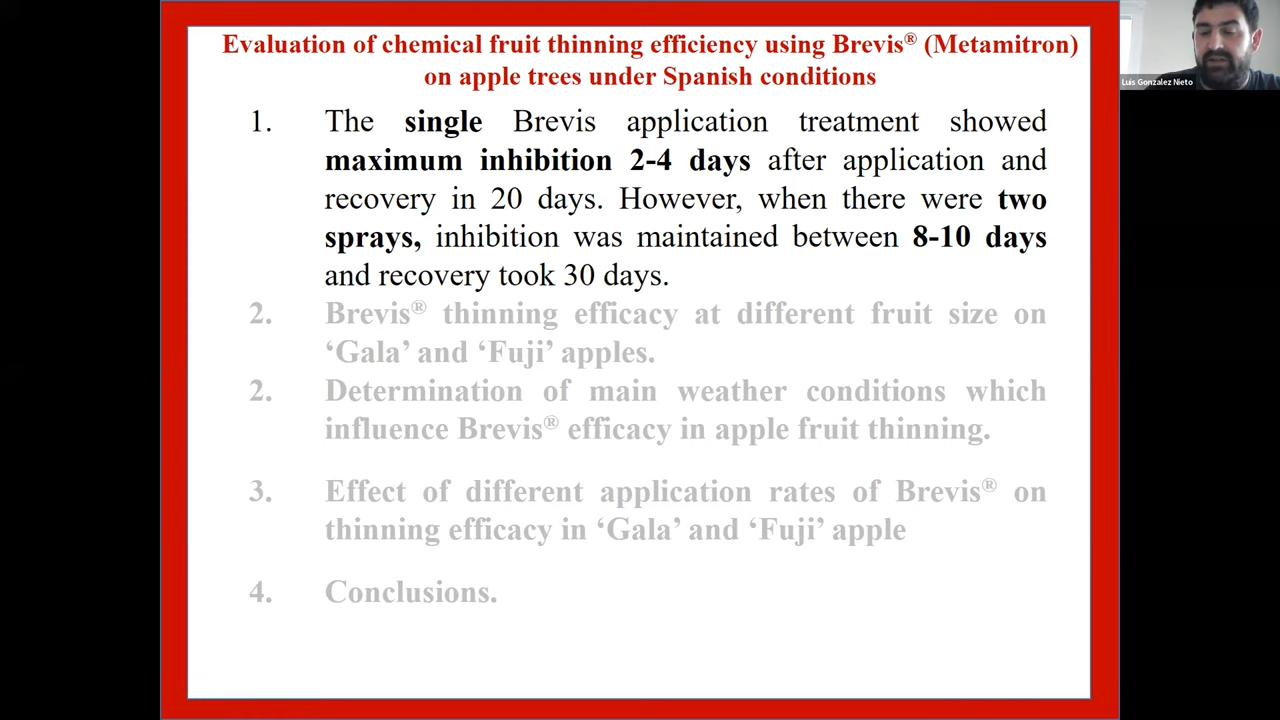 Evaluation of chemical fruit thinning efficiency using Brevis® (Metamitron)
on apple trees under Spanish conditions
Luis Gonzalez Nieto
1. The single Brevis application treatment showed
maximum inhibition 2-4 days after application and
recovery in 20 days. However, when there were two
sprays, inhibition was maintained between 8-10 days
and recovery took 30 days.
2. Brevis® thinning efficacy at different fruit size on
‘Gala’ and ‘Fuji’ apples.
2. Determination of main weather conditions which
influence Brevis® efficacy in apple fruit thinning.
3. Effect of different application rates of Brevis® on
thinning efficacy in ‘Gala’ and ‘Fuji’ apple
4. Conclusions.